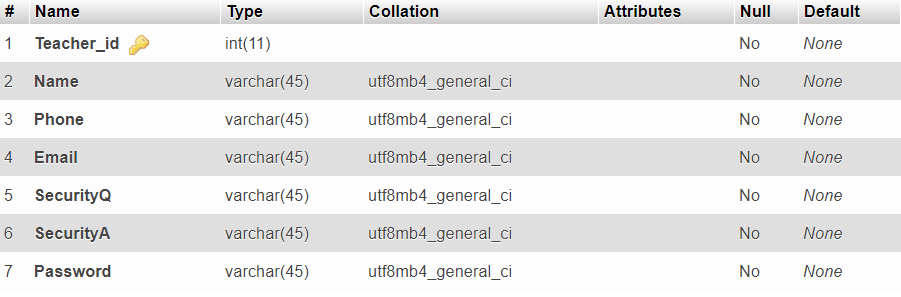 # Name Type Collation Attributes Null Default
1 Teacher_id int(11) No None
2 Name varchar(45) utf8mb4_general_ci No None
3 Phone varchar(45) utf8mb4_general_ci No None
4 Email varchar(45) utf8mb4_general_ci No None
5 SecurityQ varchar(45) utf8mb4_general_ci No None
6 SecurityA varchar(45) utf8mb4_general_ci No None
7 Password varchar(45) utf8mb4_general_ci No None